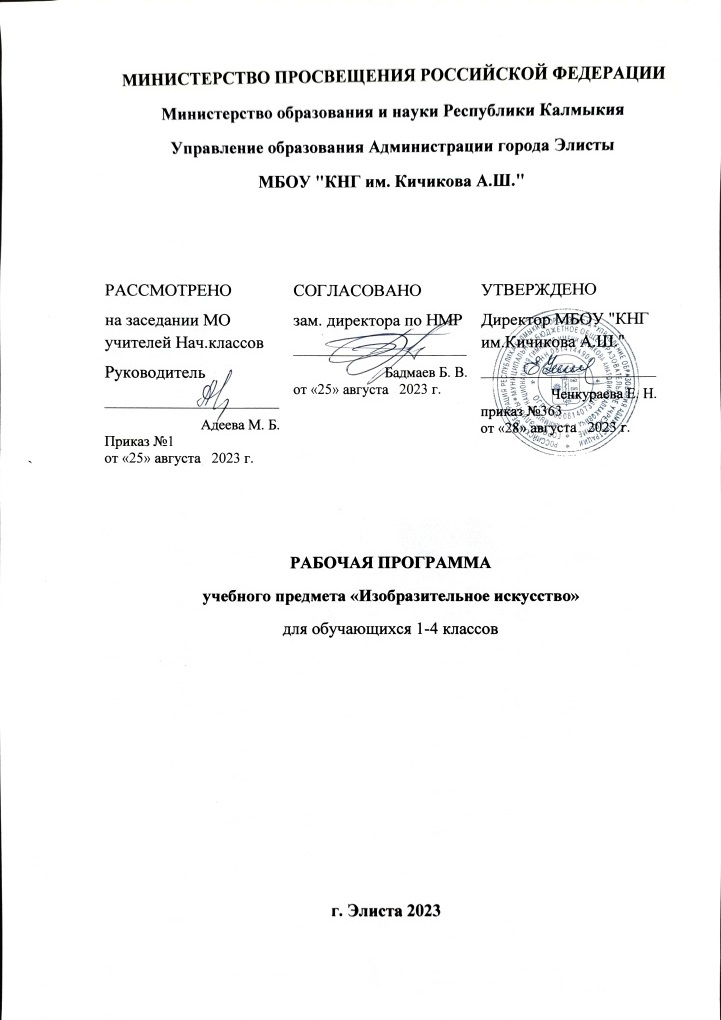 МИНИСТЕРСТВО ПРОСВЕЩЕНИЯ РОССИЙСКОЙ ФЕДЕРАЦИИ
Министерство образования и науки Республики Калмыкия
Управление образования Администрации города Элисты
МБОУ "КНГ им. Кичикова А.Ш."
РАССМОТРЕНО
на заседании МО
учителей Нач.классов
Руководитель
Адеева М. Б.
Приказ №1
от «25» августа 2023 г.
СОГЛАСОВАНО
зам. директора по НМР
Бадмаев Б. В.
от «25» августа 2023 г.
УТВЕРЖДЕНО
Директор МБОУ "КНГ
им.Кичикова А.Ш."
Ченкураева Е. Н.
приказ №363
от «28» августа 2023 г.
РАБОЧАЯ ПРОГРАММА
учебного предмета «Изобразительное искусство»
для обучающихся 1-4 классов
г. Элиста 2023